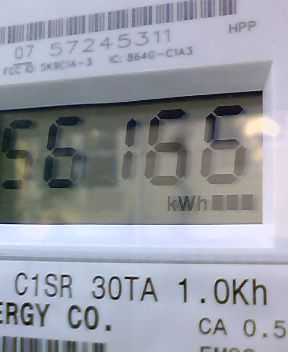 07 57245311
HPP
FCC ID: SK9C1A-3 IC: 864G-C1A3
56166
kWh
C1SR 30TA 1.0Kh
ERGY CO.
CA 0.5